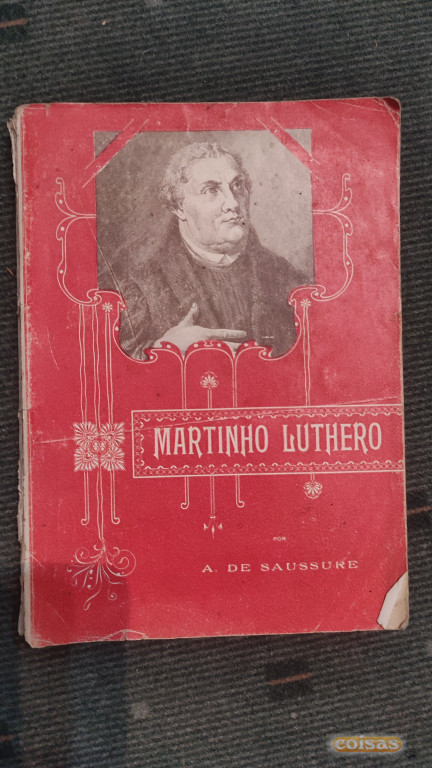 MARTINHO LUTHERO
POR
A. DE SAUSSURE
coisas